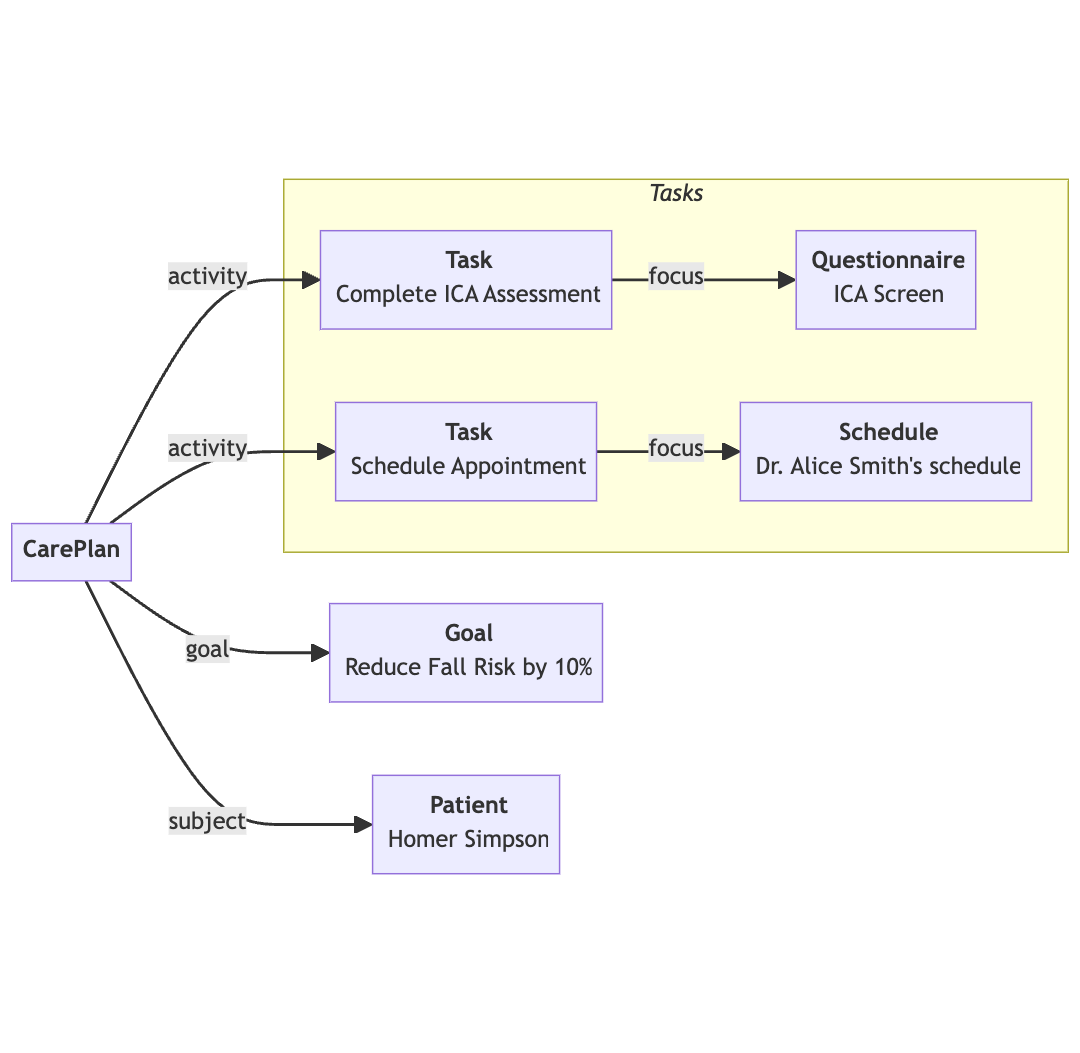 Tasks
activity
Task
Complete ICA Assessment
focus
Questionnaire
ICA Screen
activity
Task
Schedule Appointment
focus
Schedule
Dr. Alice Smith's schedule
CarePlan
goal
Goal
Reduce Fall Risk by 10%
subject
Patient
Homer Simpson